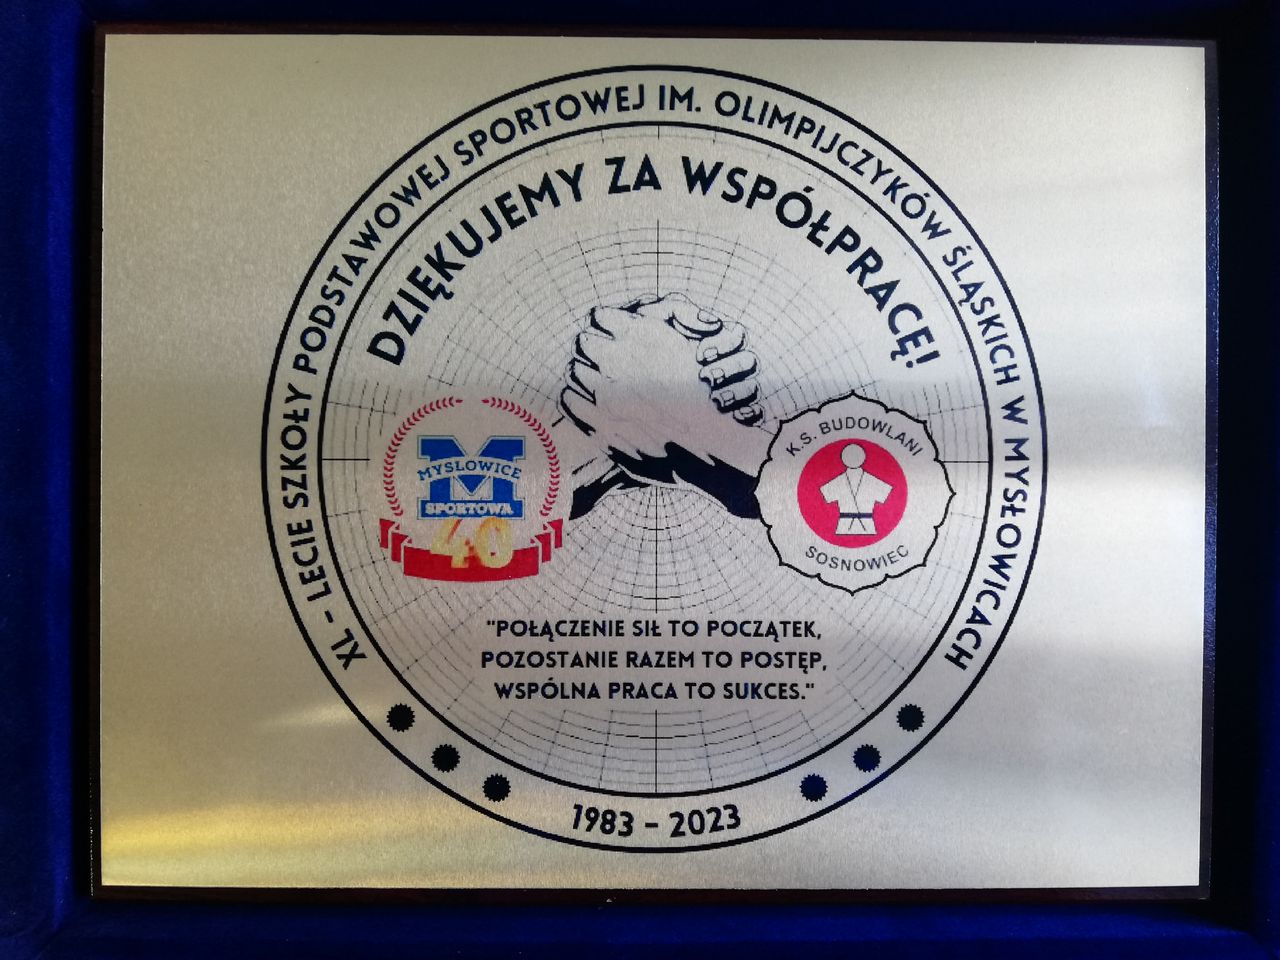 XL - LECIE SZKOŁY PODSTAWOWEJ SPORTOWEJ IM. OLIMPIJCZYKÓW ŚLĄSKICH W MYSŁOWICACH
DZIĘKUJEMY ZA WSPÓŁPRACĘ!
MYSLOWICE
M
SPORTOWA
40
K.S. BUDOWLANI
SOSNOWIEC
"POŁĄCZENIE SIŁ TO POCZĄTEK,
POZOSTANIE RAZEM TO POSTĘP,
WSPÓLNA PRACA TO SUKCES."
1983 - 2023